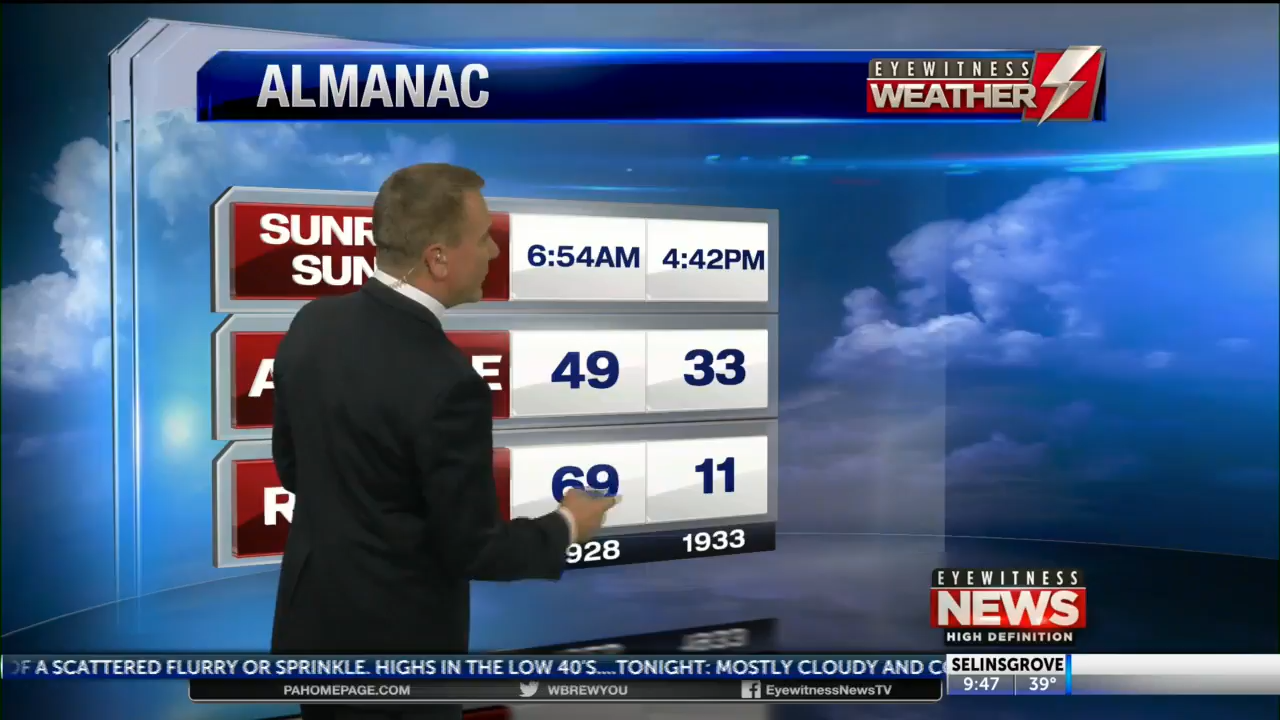 ALMANAC
EYEWITNESS
WEATHER
6:54AM 4:42PM
49 33
69 11
928 1933
EYEWITNESS
NEWS
HIGH DEFINITION
OF A SCATTERED FLURRY OR SPRINKLE. HIGHS IN THE LOW 40'S....TONIGHT: MOSTLY CLOUDY AND
SELINSGROVE
9:47 39°
PAHOMEPAGE.COM WBREWYOU EyewitnessNewsTV